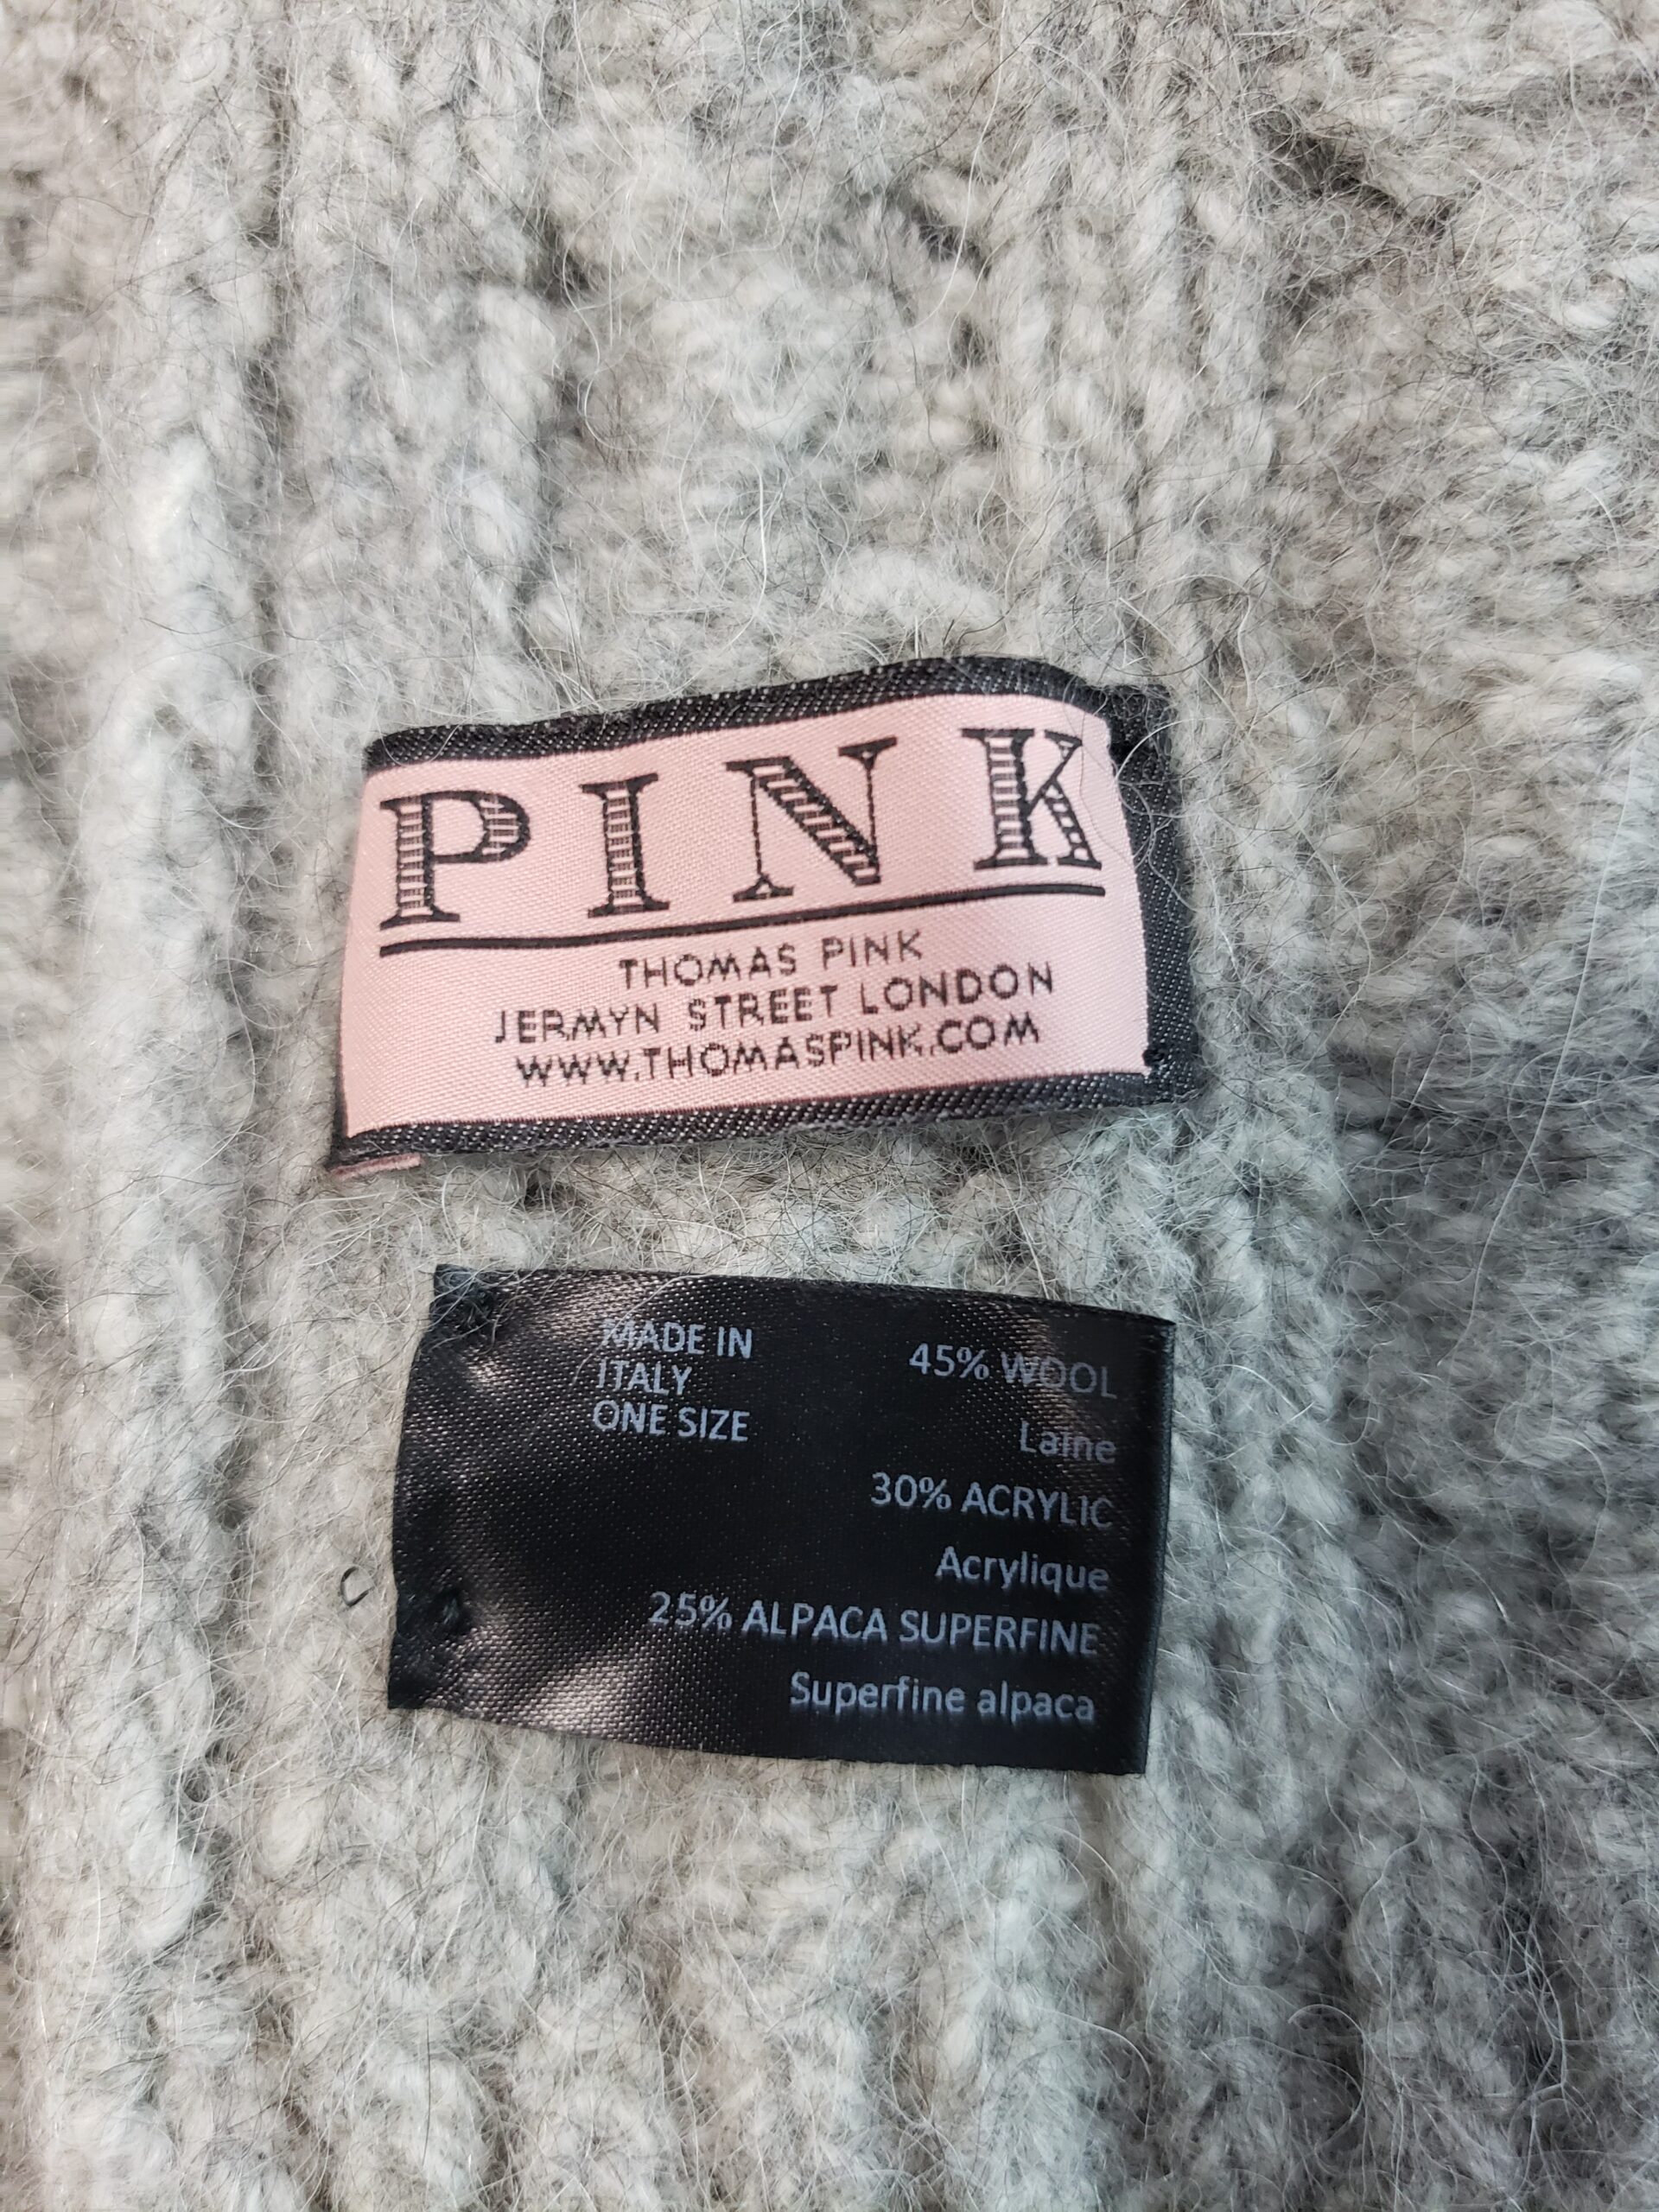 PINK
THOMAS PINK
JERMYN STREET LONDON
WWW.THOMASPINK.COM
MADE IN
ITALY
ONE SIZE
45% WOOL
Laine
30% ACRYLIC
Acrylique
25% ALPACA SUPERFINE
Superfine alpaca